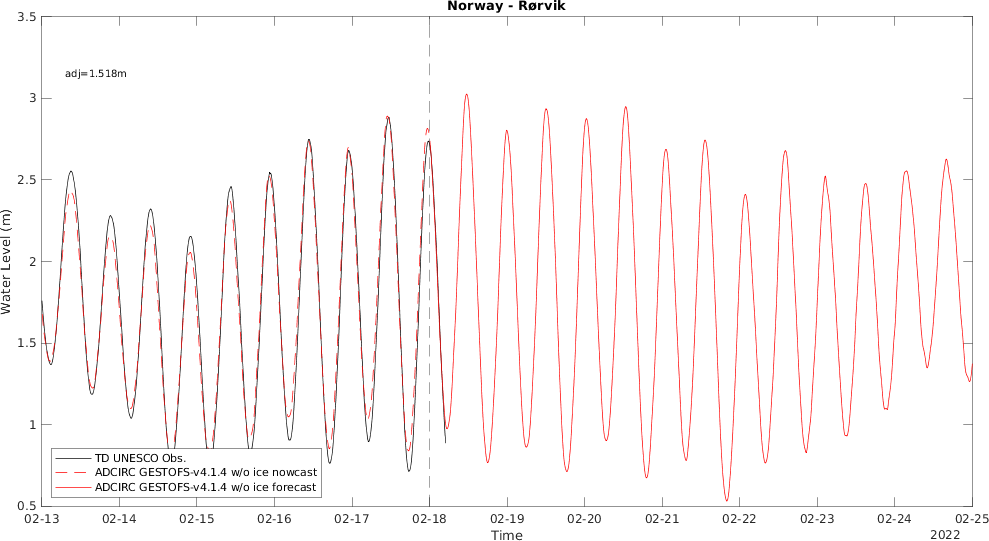 Norway - Rørvik
3.5
adj=1.518m
3
2.5
2
1.5
1
0.5
Water Level (m)
TD UNESCO Obs.
ADCIRC GESTOFS-v4.1.4 w/o ice nowcast
ADCIRC GESTOFS-v4.1.4 w/o ice forecast
02-13 02-14 02-15 02-16 02-17 02-18 02-19 02-20 02-21 02-22 02-23 02-24 02-25
Time
2022